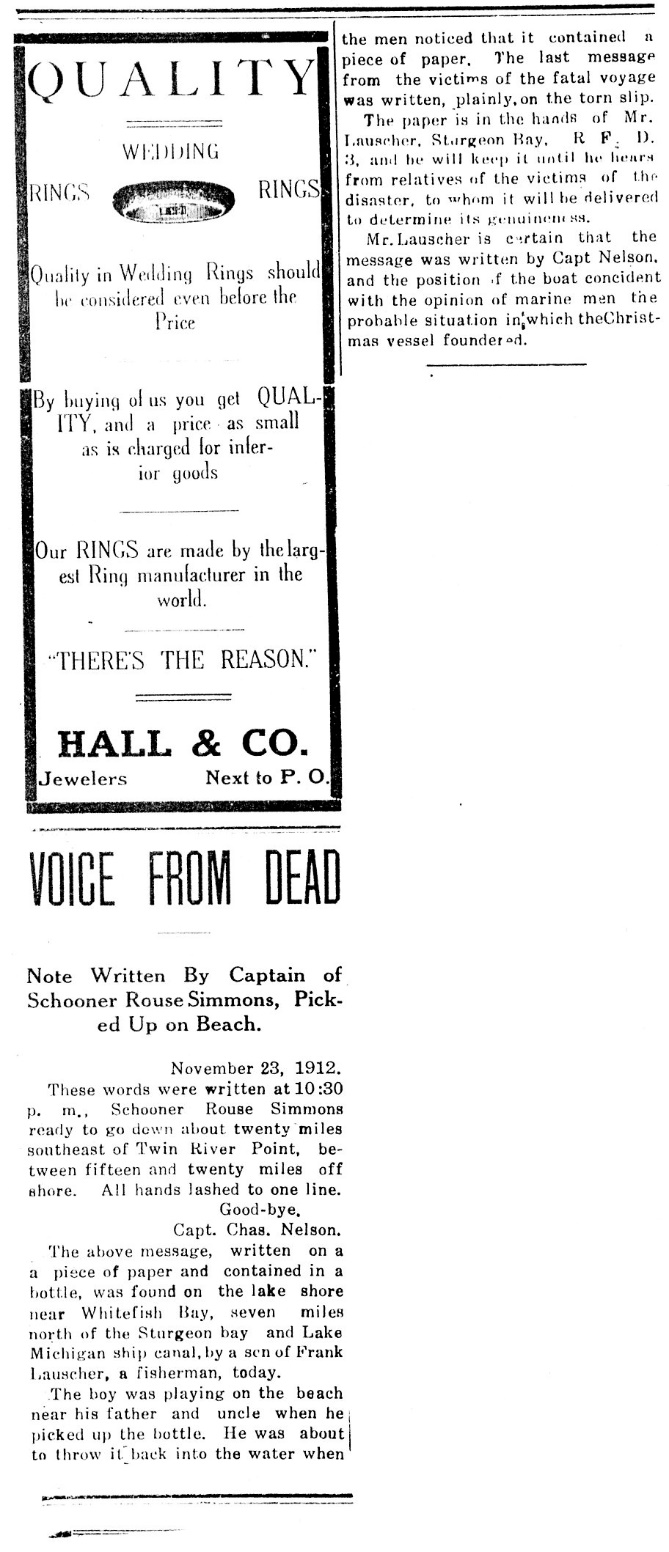 QUALITY
WEDDING
RINGS RINGS
Quality in Wedding Rings should
be considered even before the
Price
By buying of us you get QUAL-
ITY, and a price as small
as is charged for infer-
ior goods
Our RINGS are made by the larg-
est Ring manufacturer in the
world.
"THERE'S THE REASON."
HALL & CO.
Jewelers Next to P. O.
VOICE FROM DEAD
Note Written By Captain of
Schooner Rouse Simmons, Pick-
ed Up on Beach.
November 23, 1912.
These words were written at 10:30
p. m., Schooner Rouse Simmons
ready to go down about twenty miles
southeast of Twin River Point, be-
tween fifteen and twenty miles off
shore. All hands lashed to one line.
Good-bye.
Capt. Chas. Nelson.
The above message, written on a
a piece of paper and contained in a
bottle, was found on the lake shore
near Whitefish Bay, seven miles
north of the Sturgeon bay and Lake
Michigan ship canal, by a son of Frank
Lauscher, a fisherman, today.
The boy was playing on the beach
near his father and uncle when he
picked up the bottle. He was about
to throw it back into the water when
the men noticed that it contained a
piece of paper. The last message
from the victims of the fatal voyage
was written, plainly, on the torn slip.
The paper is in the hands of Mr.
Lauscher, Sturgeon Bay, R F. D.
3, and he will keep it until he hears
from relatives of the victims of the
disaster, to whom it will be delivered
to determine its genuineness.
Mr. Lauscher is certain that the
message was written by Capt Nelson,
and the position of the boat concident
with the opinion of marine men the
probable situation in which the Christ-
mas vessel foundered.